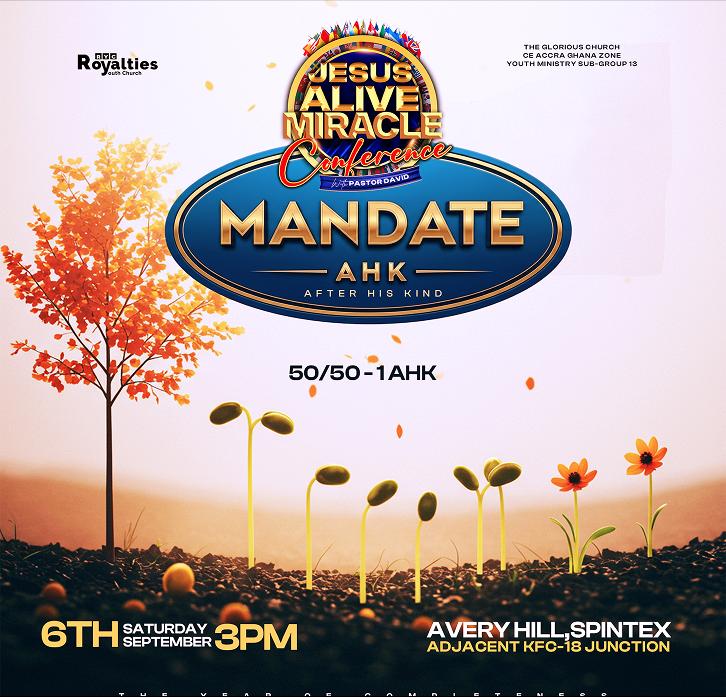 RYC
Royalties
outh Church
THE GLORIOUS CHURCH
CE ACCRA GHANA ZONE
YOUTH MINISTRY SUB-GROUP 13
JESUS
ALIVE
MIRACLE
Conference
With PASTOR DAVID
MANDATE
AHK
AFTER HIS KIND
50/50-1AHK
6TH SATURDAY SEPTEMBER 3PM
AVERY HILL,SPINTEX
ADJACENT KFC-18 JUNCTION
THE YEAR OF COMPLETENESS